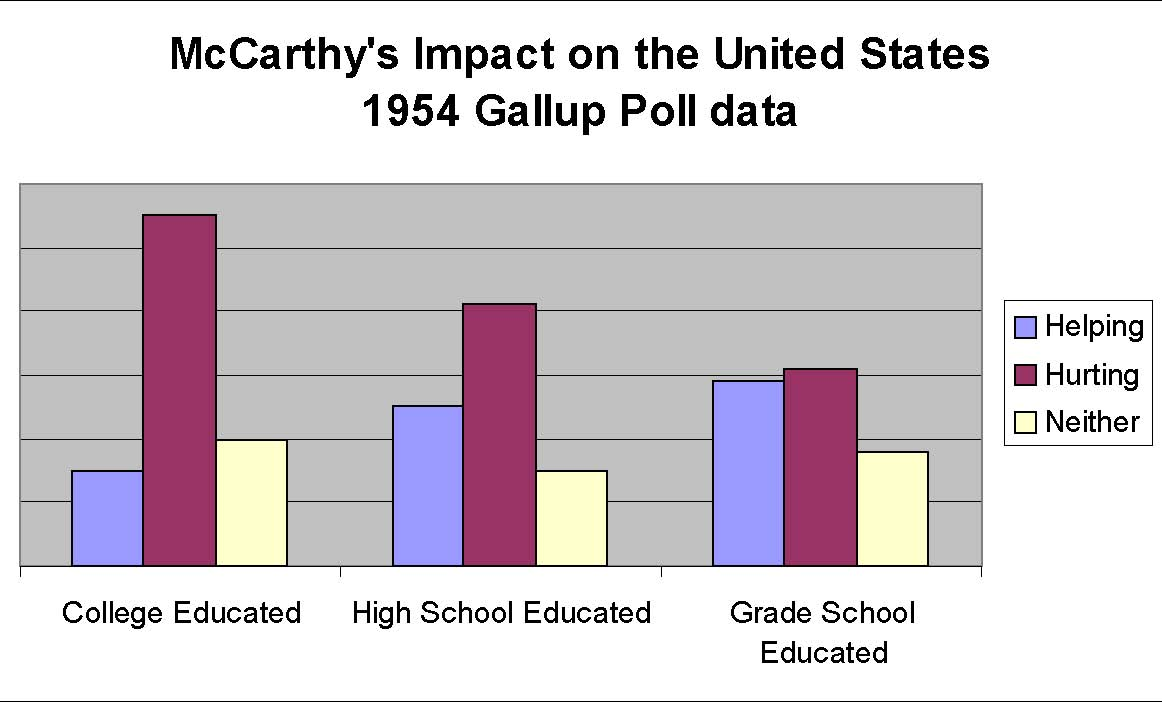 McCarthy's Impact on the United States
1954 Gallup Poll data
Helping
Hurting
Neither
College Educated
High School Educated
Grade School
Educated